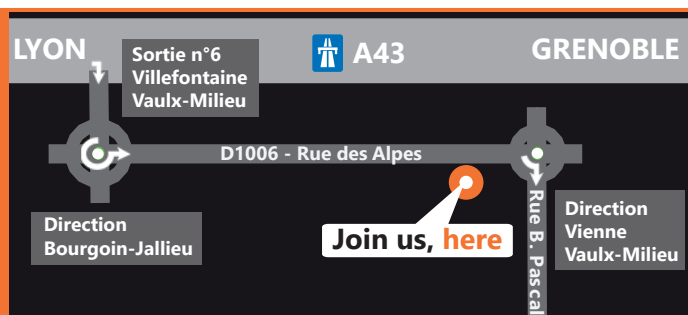 LYON
Sortie n°6
Villefontaine
Vaulx-Milieu
A43
GRENOBLE
D1006 - Rue des Alpes
Direction
Bourgoin-Jallieu
Join us, here
Rue B. Pascal
Direction
Vienne
Vaulx-Milieu